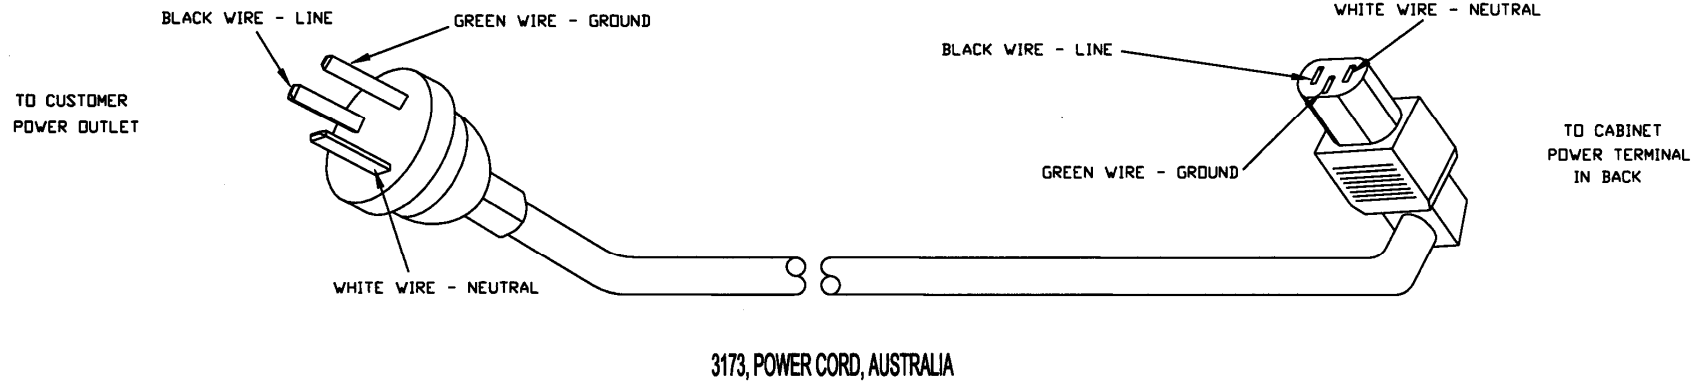 BLACK WIRE - LINE
GREEN WIRE - GROUND
WHITE WIRE - NEUTRAL
BLACK WIRE - LINE
TO CUSTOMER
POWER OUTLET
TO CABINET
POWER TERMINAL
IN BACK
GREEN WIRE - GROUND
WHITE WIRE - NEUTRAL
3173, POWER CORD, AUSTRALIA